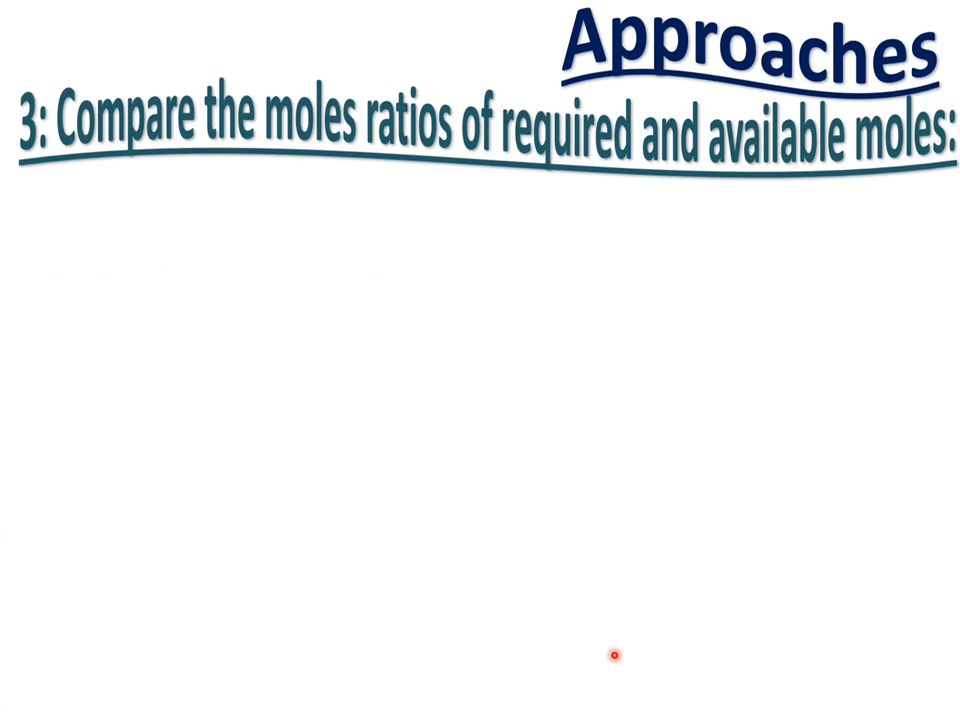 Approaches
3: Compare the moles ratios of required and available moles: